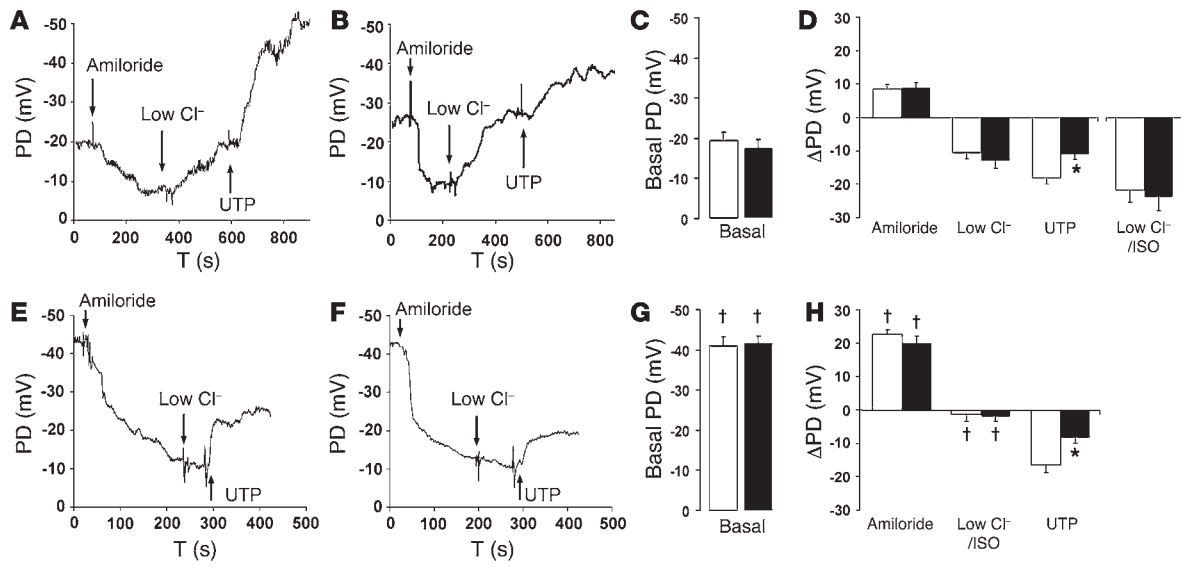 A
-50
-40
-30
-20
-10
0
PD (mV)
Amiloride
Low Cl⁻
UTP
0 200 400 600 800
T (s)
B
-50
-40
-30
-20
-10
0
PD (mV)
Amiloride
Low Cl⁻
UTP
0 200 400 600 800
T (s)
C
-50
-40
-30
-20
-10
0
Basal PD (mV)
Basal
D
30
20
10
0
-10
-20
-30
ΔPD (mV)
*
Amiloride Low Cl⁻ UTP Low Cl⁻
/ISO
E
-50
-40
-30
-20
-10
0
PD (mV)
Amiloride
Low Cl⁻
UTP
0 100 200 300 400 500
T (s)
F
-50
-40
-30
-20
-10
0
PD (mV)
Amiloride
Low Cl⁻
UTP
0 100 200 300 400 500
T (s)
G
-50
-40
-30
-20
-10
0
Basal PD (mV)
† †
Basal
H
30
20
10
0
-10
-20
-30
ΔPD (mV)
† †
† †
*
Amiloride Low Cl⁻ UTP
/ISO